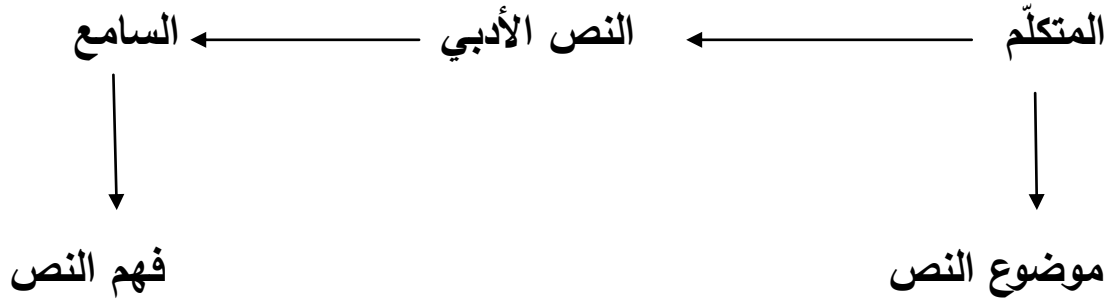 المتكلّم النص الأدبي السامع
موضوع النص فهم النص